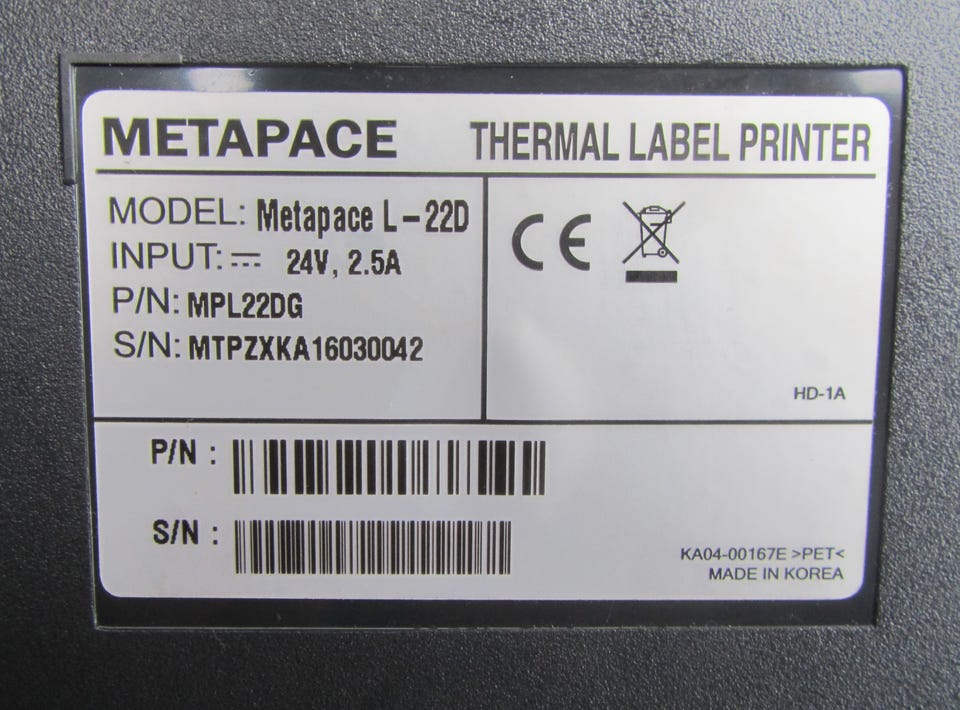 METAPACE THERMAL LABEL PRINTER
MODEL: Metapace L-22D
INPUT: ⎓ 24V, 2.5A
P/N: MPL22DG
S/N: MTPZXKA16030042
CE
HD-1A
P/N :
S/N :
KA04-00167E >PET<
MADE IN KOREA